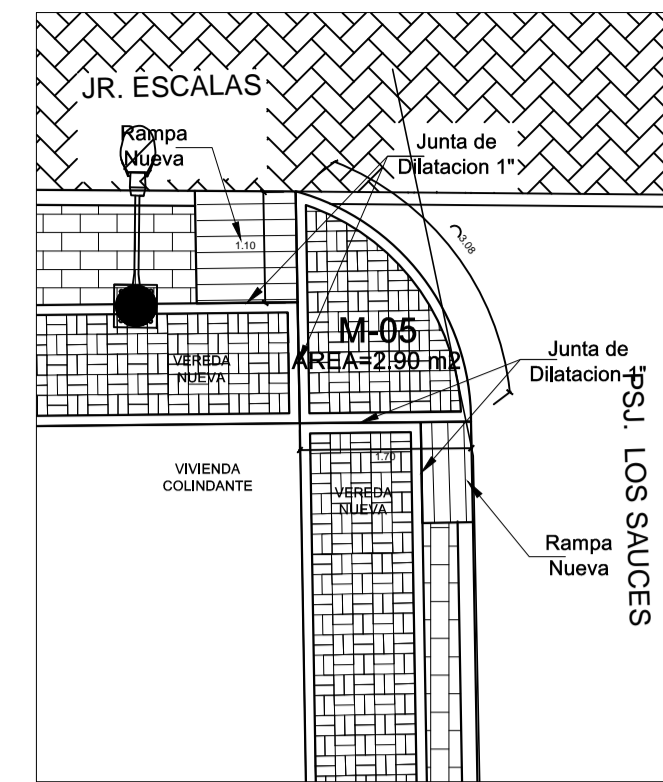 JR. ESCALAS
Rampa
Nueva
Junta de
Dilatacion 1"
1.10
3.08
M-05
AREA=2.90 m2
VEREDA
NUEVA
Junta de
Dilatacion 1"
PSJ. LOS SAUCES
1.70
VIVIENDA
COLINDANTE
VEREDA
NUEVA
Rampa
Nueva